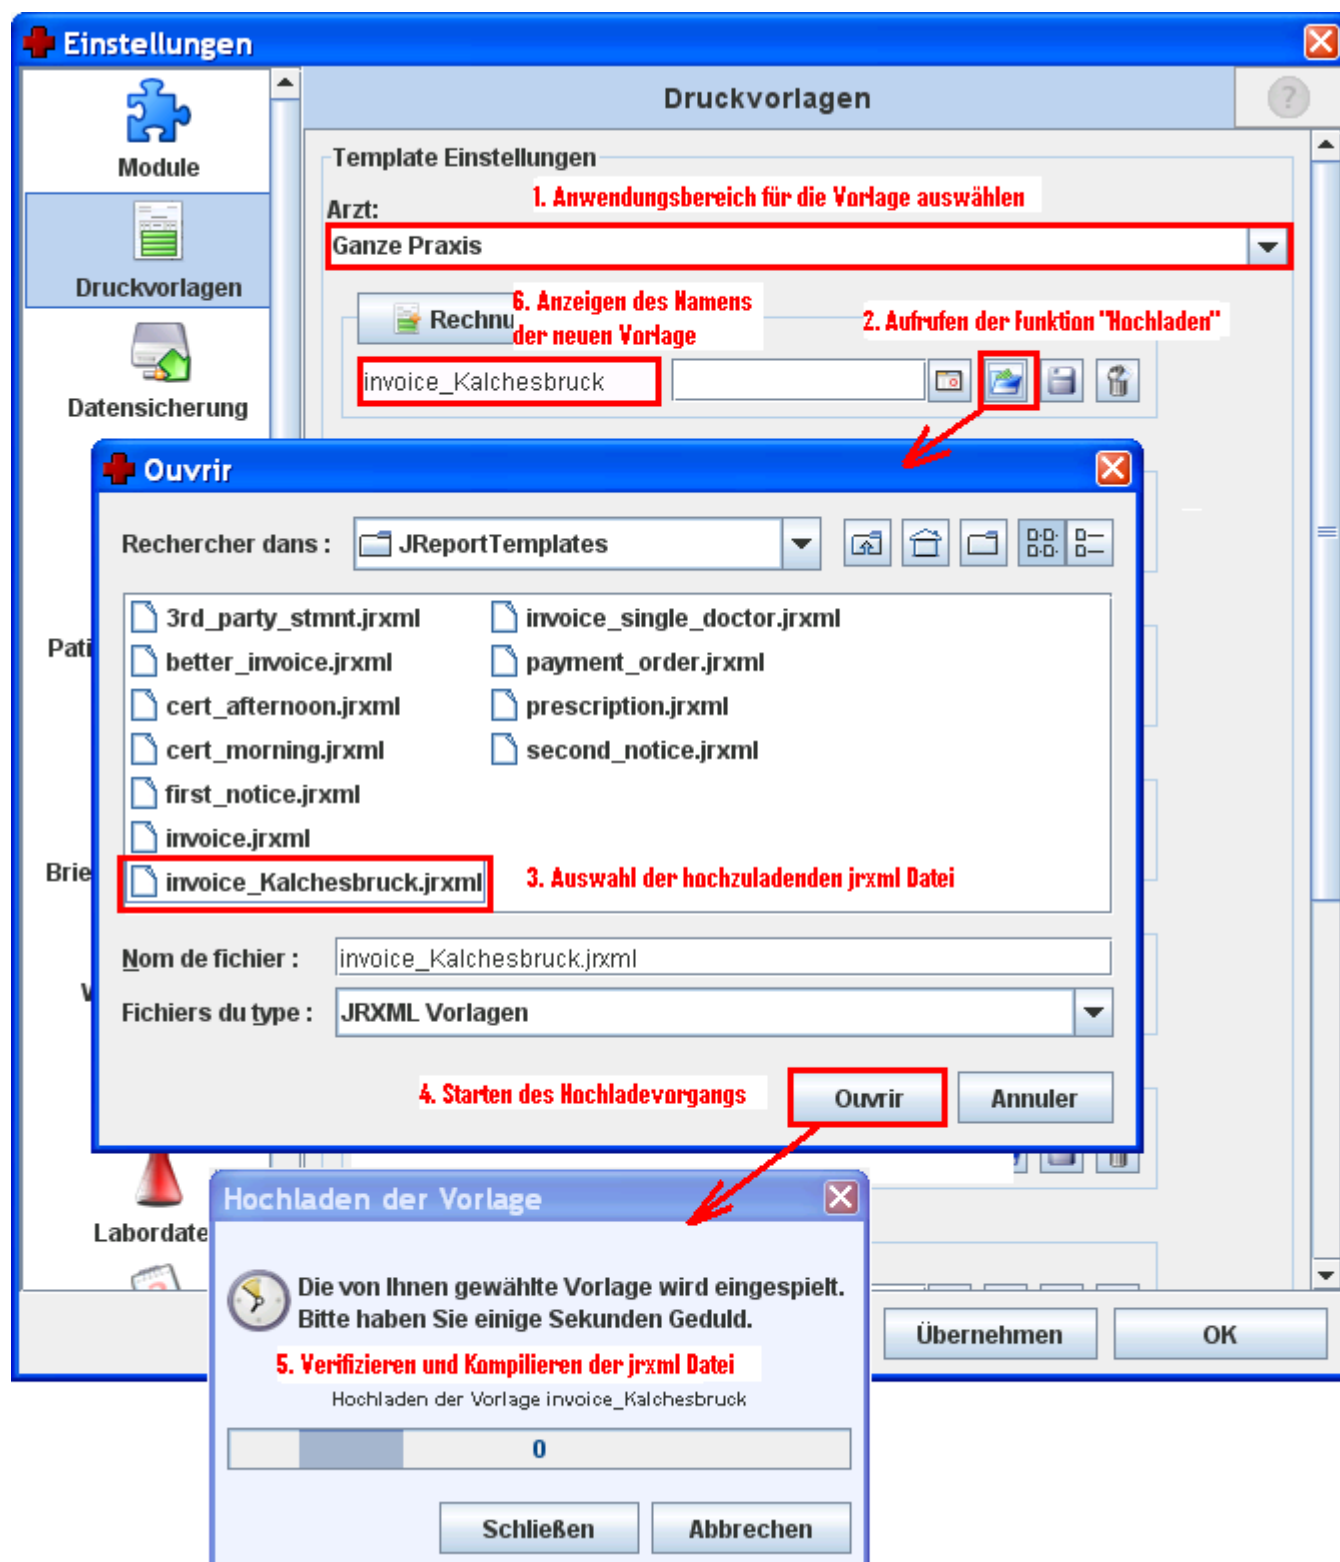 Einstellungen
Module
Druckvorlagen
Datensicherung
Pati
Brie
Labordate
Druckvorlagen
?
Template Einstellungen
1. Anwendungsbereich für die Vorlage auswählen
Arzt:
Ganze Praxis
Rechnu
6. Anzeigen des Namens
der neuen Vorlage
2. Aufrufen der Funktion "Hochladen"
invoice_Kalchesbruck
Ouvrir
Rechercher dans :
JReportTemplates
3rd_party_stmnt.jrxml
better_invoice.jrxml
cert_afternoon.jrxml
cert_morning.jrxml
first_notice.jrxml
invoice.jrxml
invoice_Kalchesbruck.jrxml
invoice_single_doctor.jrxml
payment_order.jrxml
prescription.jrxml
second_notice.jrxml
3. Auswahl der hochzuladenden jrxml Datei
Nom de fichier :
invoice_Kalchesbruck.jrxml
Fichiers du type :
JRXML Vorlagen
4. Starten des Hochladevorgangs
Ouvrir
Annuler
Hochladen der Vorlage
Die von Ihnen gewählte Vorlage wird eingespielt.
Bitte haben Sie einige Sekunden Geduld.
5. Verifizieren und Kompilieren der jrxml Datei
Hochladen der Vorlage invoice_Kalchesbruck
0
Schließen
Abbrechen
Übernehmen
OK